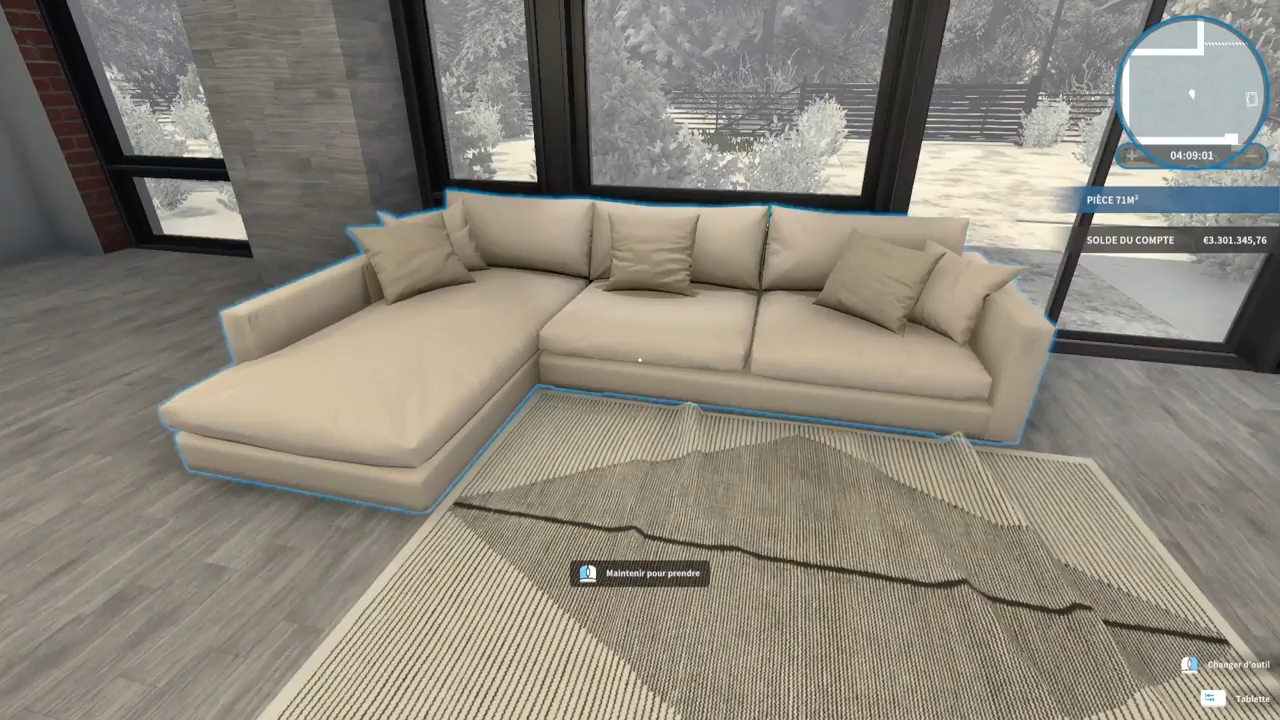 04:09:01
PIÈCE 71M²
SOLDE DU COMPTE €3.301.345,76
Maintenir pour prendre
Changer d'outil
Tablette